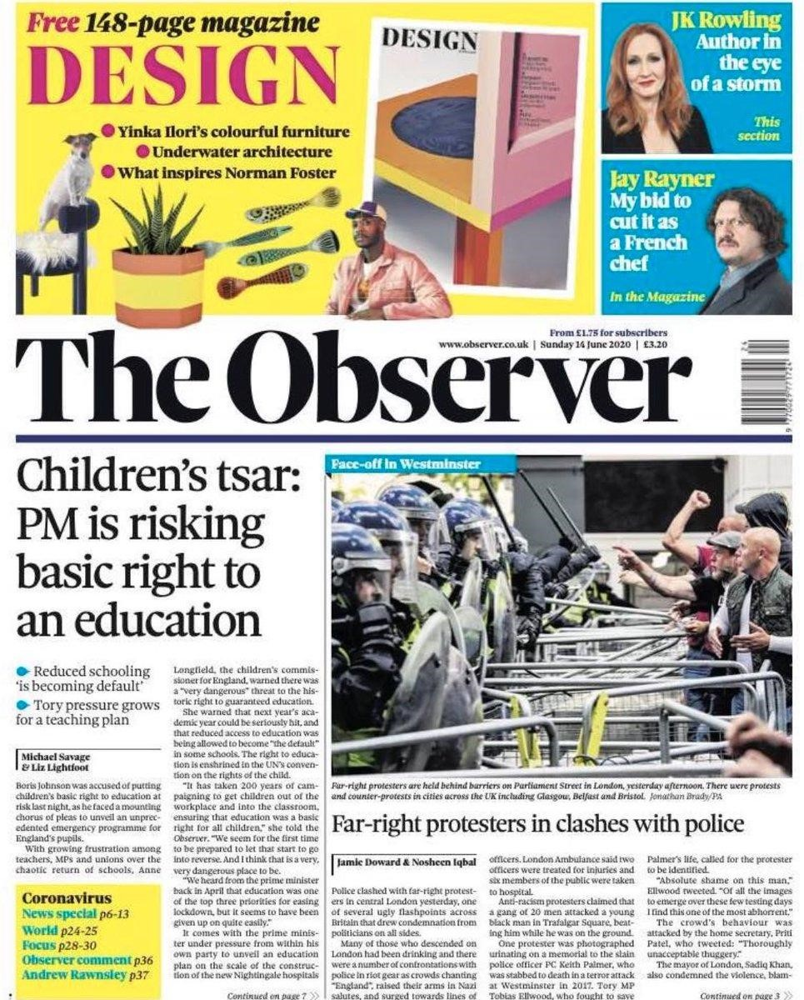 Free 148-page magazine
DESIGN
Yinka Ilori's colourful furniture
Underwater architecture
What inspires Norman Foster
DESIGN
JK Rowling
Author in
the eye
of a storm
This
section
Jay Rayner
My bid to
cut it as
a French
chef
In the Magazine
From £1.75 for subscribers
www.observer.co.uk | Sunday 14 June 2020 | £3.20
The Observer
24
9 770029 771724
Children's tsar:
PM is risking
basic right to
an education
Reduced schooling
'is becoming default'
Tory pressure grows
for a teaching plan
Michael Savage
& Liz Lightfoot
Boris Johnson was accused of putting
children's basic right to education at
risk last night, as he faced a mounting
chorus of pleas to unveil an unprec-
edented emergency programme for
England's pupils.
With growing frustration among
teachers, MPs and unions over the
chaotic return of schools, Anne
Longfield, the children's commis-
sioner for England, warned there was
a "very dangerous" threat to the his-
toric right to guaranteed education.
She warned that next year's aca-
demic year could be seriously hit, and
that reduced access to education was
being allowed to become "the default"
in some schools. The right to educa-
tion is enshrined in the UN's conven-
tion on the rights of the child.
"It has taken 200 years of cam-
paigning to get children out of the
workplace and into the classroom,
ensuring that education was a basic
right for all children," she told the
Observer. "We seem for the first time
to be prepared to let that start to go
into reverse. And I think that is a very,
very dangerous place to be.
"We heard from the prime minister
back in April that education was one
of the top three priorities for easing
lockdown, but it seems to have been
given up on quite easily."
It comes with the prime minis-
ter under pressure from within his
own party to unveil an education
plan on the scale of the construc-
tion of the new Nightingale hospitals
Continued on page 7
Coronavirus
News special p6-13
World p24-25
Focus p28-30
Observer comment p36
Andrew Rawnsley p37
Face-off in Westminster
Far-right protesters are held behind barriers on Parliament Street in London, yesterday afternoon. There were protests
and counter-protests in cities across the UK including Glasgow, Belfast and Bristol. Jonathan Brady/PA
Far-right protesters in clashes with police
Jamie Doward & Nosheen Iqbal
Police clashed with far-right protest-
ers in central London yesterday, one
of several ugly flashpoints across
Britain that drew condemnation from
politicians on all sides.
Many of those who descended on
London had been drinking and there
were a number of confrontations with
police in riot gear as crowds chanting
"England", raised their arms in Nazi
salutes, and surged towards lines of
officers. London Ambulance said two
officers were treated for injuries and
six members of the public were taken
to hospital.
Anti-racism protesters claimed that
a gang of 20 men attacked a young
black man in Trafalgar Square, beat-
ing him while he was on the ground.
One protester was photographed
urinating on a memorial to the slain
police officer PC Keith Palmer, who
was stabbed to death in a terror attack
at Westminster in 2017. Tory MP
Tobias Ellwood, who fought to save
Palmer's life, called for the protester
to be identified.
"Absolute shame on this man,"
Ellwood tweeted. "Of all the images
to emerge over these few testing days
I find this one of the most abhorrent."
The crowd's behaviour was
attacked by the home secretary, Priti
Patel, who tweeted: "Thoroughly
unacceptable thuggery."
The mayor of London, Sadiq Khan,
also condemned the violence, blam-
Continued on page 3